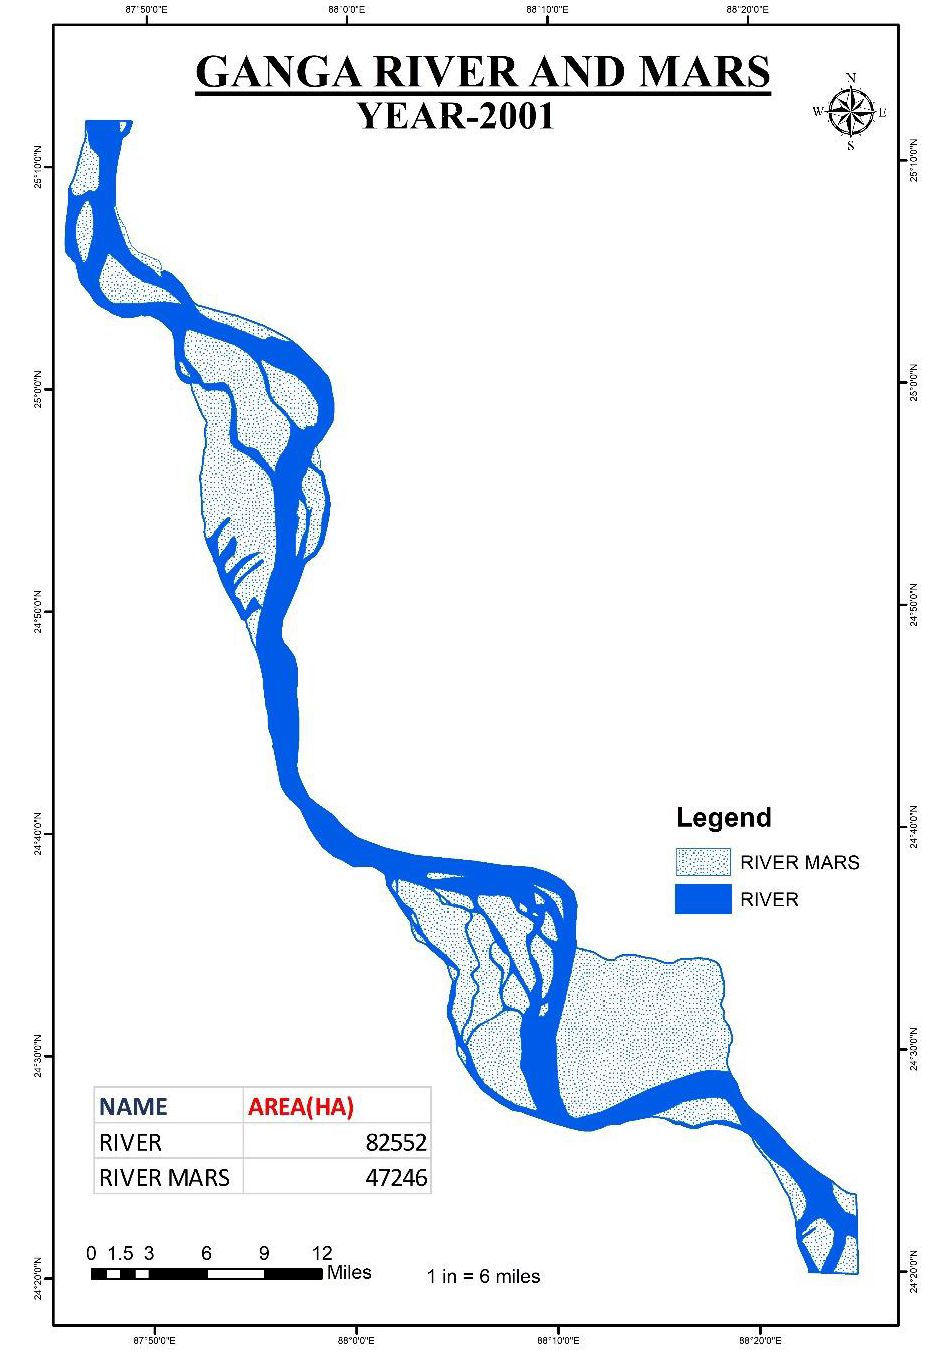 87°50'0"E 88°0'0"E 88°10'0"E 88°20'0"E
GANGA RIVER AND MARS
YEAR-2001
N
W E
S
25°10'0"N 25°10'0"N
25°0'0"N 25°0'0"N
24°50'0"N 24°50'0"N
24°40'0"N 24°40'0"N
Legend
RIVER MARS
RIVER
24°30'0"N 24°30'0"N
NAME AREA(HA)
RIVER 82552
RIVER MARS 47246
0 1.5 3 6 9 12
Miles
1 in = 6 miles
24°20'0"N 24°20'0"N
87°50'0"E 88°0'0"E 88°10'0"E 88°20'0"E